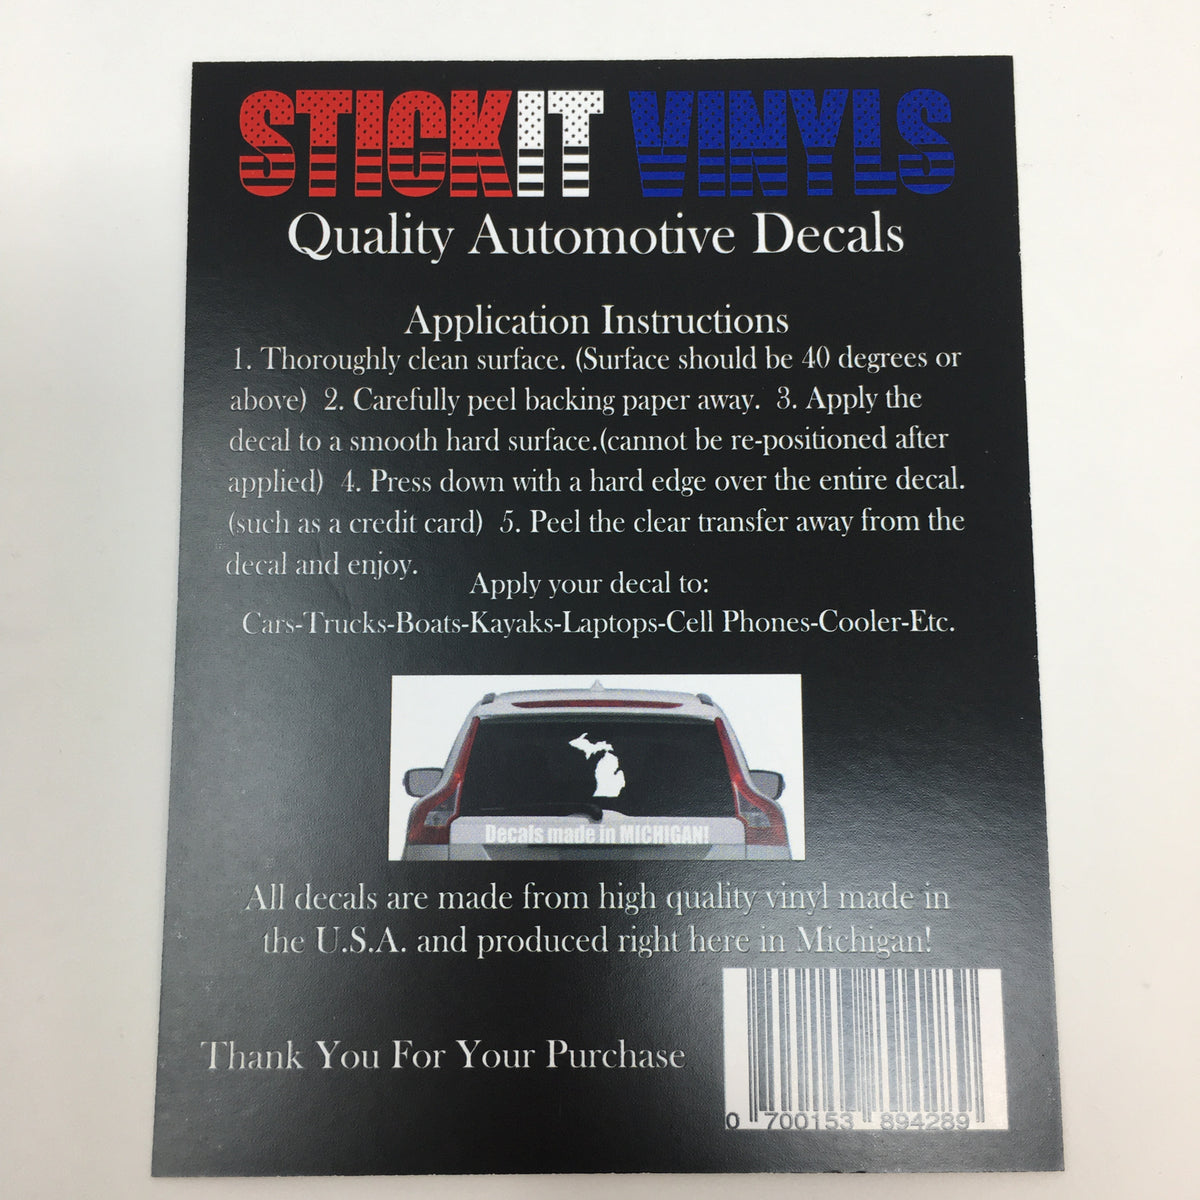 STICKIT VINYLS
Quality Automotive Decals
Application Instructions
1. Thoroughly clean surface. (Surface should be 40 degrees or
above) 2. Carefully peel backing paper away. 3. Apply the
decal to a smooth hard surface.(cannot be re-positioned after
applied) 4. Press down with a hard edge over the entire decal.
(such as a credit card) 5. Peel the clear transfer away from the
decal and enjoy.
Apply your decal to:
Cars-Trucks-Boats-Kayaks-Laptops-Cell Phones-Cooler-Etc.
Decals made in MICHIGAN!
All decals are made from high quality vinyl made in
the U.S.A. and produced right here in Michigan!
Thank You For Your Purchase
0 700153 894289